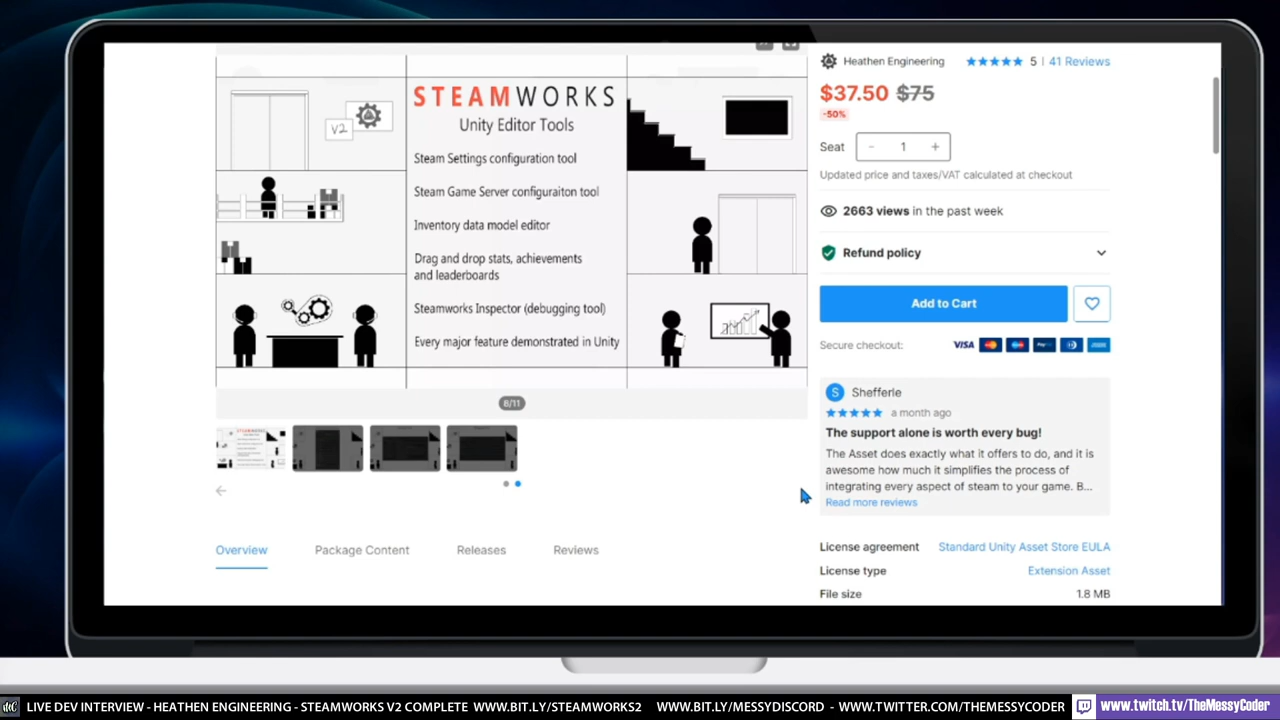 STEAMWORKS
Unity Editor Tools
V2
Steam Settings configuration tool
Steam Game Server configuraiton tool
Inventory data model editor
Drag and drop stats, achievements
and leaderboards
Steamworks Inspector (debugging tool)
Every major feature demonstrated in Unity
8/11
Overview
Package Content
Releases
Reviews
Heathen Engineering
5 | 41 Reviews
$37.50 $75
-50%
Seat - 1 +
Updated price and taxes/VAT calculated at checkout
2663 views in the past week
Refund policy
Add to Cart
Secure checkout: VISA
S Shefferle
a month ago
The support alone is worth every bug!
The Asset does exactly what it offers to do, and it is
awesome how much it simplifies the process of
integrating every aspect of steam to your game. B...
Read more reviews
License agreement Standard Unity Asset Store EULA
License type Extension Asset
File size 1.8 MB
LIVE DEV INTERVIEW - HEATHEN ENGINEERING - STEAMWORKS V2 COMPLETE WWW.BIT.LY/STEAMWORKS2 WWW.BIT.LY/MESSYDISCORD - WWW.TWITTER.COM/THEMESSYCODER
www.twitch.tv/TheMessyCoder